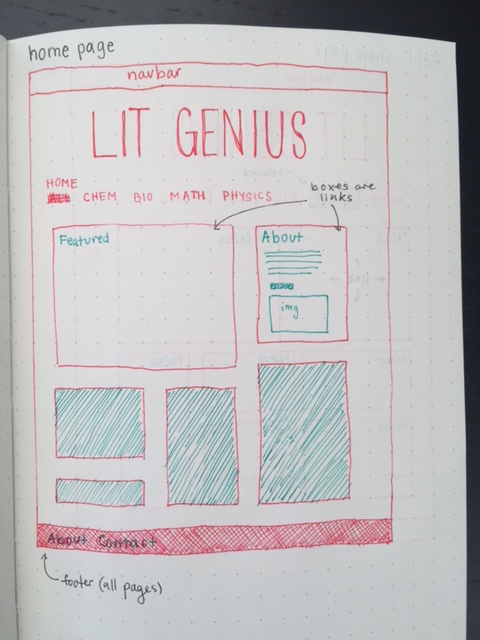 home page
navbar
LIT GENIUS
HOME
CHEM BIO MATH PHYSICS
boxes are
links
Featured
About
img
About Contact
footer (all pages)